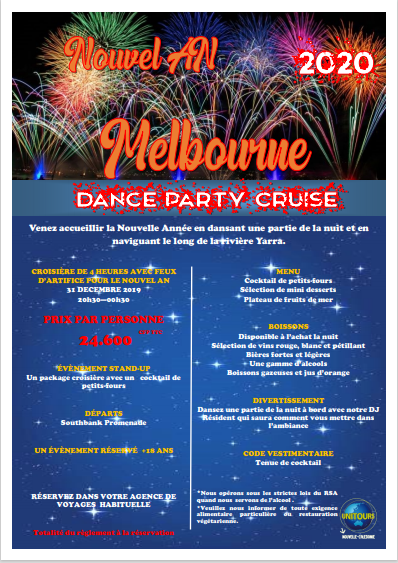 Nouvel AN
2020
Melbourne
DANCE PARTY CRUISE
Venez accueillir la Nouvelle Année en dansant une partie de la nuit et en
naviguant le long de la rivière Yarra.
CROISIÈRE DE 4 HEURES AVEC FEUX
D'ARTIFICE POUR LE NOUVEL AN
31 DECEMBRE 2019
20h30—00h30
PRIX PAR PERSONNE
24.600
ÉVÈNEMENT STAND-UP
Un package croisière avec un cocktail de
petits-fours
DÉPARTS
Southbank Promenade
UN ÉVÈNEMENT RÉSERVÉ +18 ANS
RÉSERVEZ DANS VOTRE AGENCE DE
VOYAGES HABITUELLE
* Totalité du règlement à la réservation
MENU
Cocktail de petits-fours
Sélection de mini desserts
Plateau de fruits de mer
BOISSONS
Disponible à l'achat la nuit
Sélection de vins rouge, blanc et pétillant
Bières fortes et légères
Une gamme d'alcools
Boissons gazeuses et jus d'orange
DIVERTISSEMENT
Dansez une partie de la nuit à bord avec notre DJ
Résident qui saura comment vous mettre dans
l'ambiance
CODE VESTIMENTAIRE
Tenue de cocktail
*Nous opérons sous les strictes lois du RSA
quand nous servons de l'alcool.
*Veuillez nous informer de toute exigence
alimentaire particulière du restauration
végétarienne.
UNITOURS
NOUVELLE-CALEDONIE